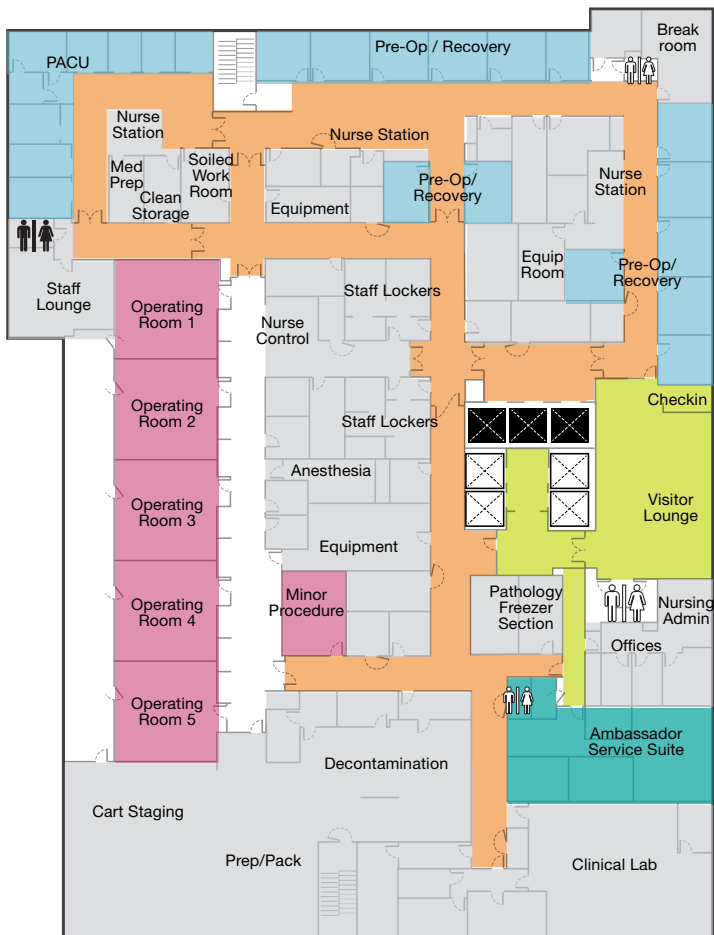 Break
room
PACU
Pre-Op / Recovery
Nurse
Station
Nurse Station
Med
Prep
Soiled
Work
Room
Clean
Storage
Equipment
Pre-Op/
Recovery
Nurse
Station
Equip
Room
Pre-Op/
Recovery
Staff
Lounge
Operating
Room 1
Staff Lockers
Nurse
Control
Operating
Room 2
Staff Lockers
Checkin
Anesthesia
Operating
Room 3
Visitor
Lounge
Equipment
Operating
Room 4
Minor
Procedure
Pathology
Freezer
Section
Nursing
Admin
Offices
Operating
Room 5
Ambassador
Service Suite
Decontamination
Cart Staging
Prep/Pack
Clinical Lab